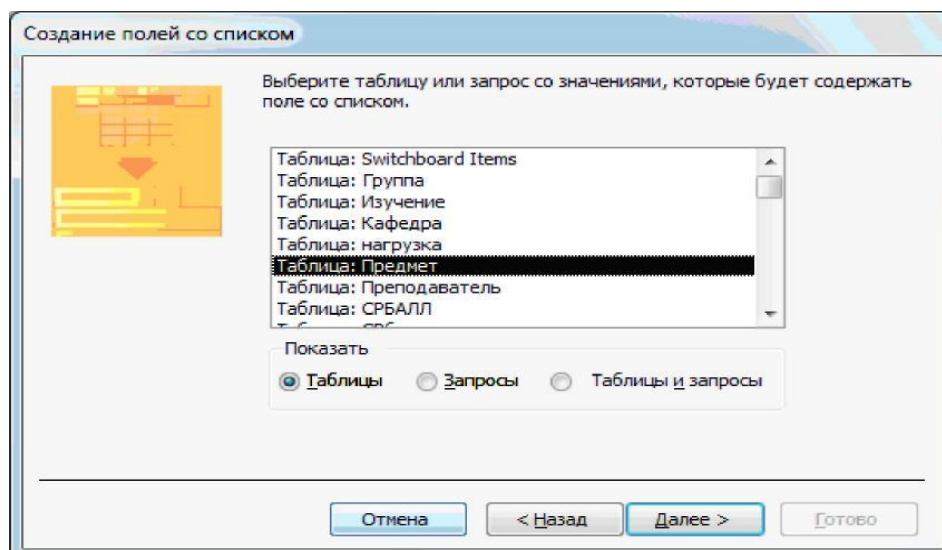 Создание полей со списком
Выберите таблицу или запрос со значениями, которые будет содержать
поле со списком.
Таблица: Switchboard Items
Таблица: Группа
Таблица: Изучение
Таблица: Кафедра
Таблица: нагрузка
Таблица: Предмет
Таблица: Преподаватель
Таблица: СРБАЛЛ
Показать
Таблицы Запросы Таблицы и запросы
Отмена < Назад Далее > Готово